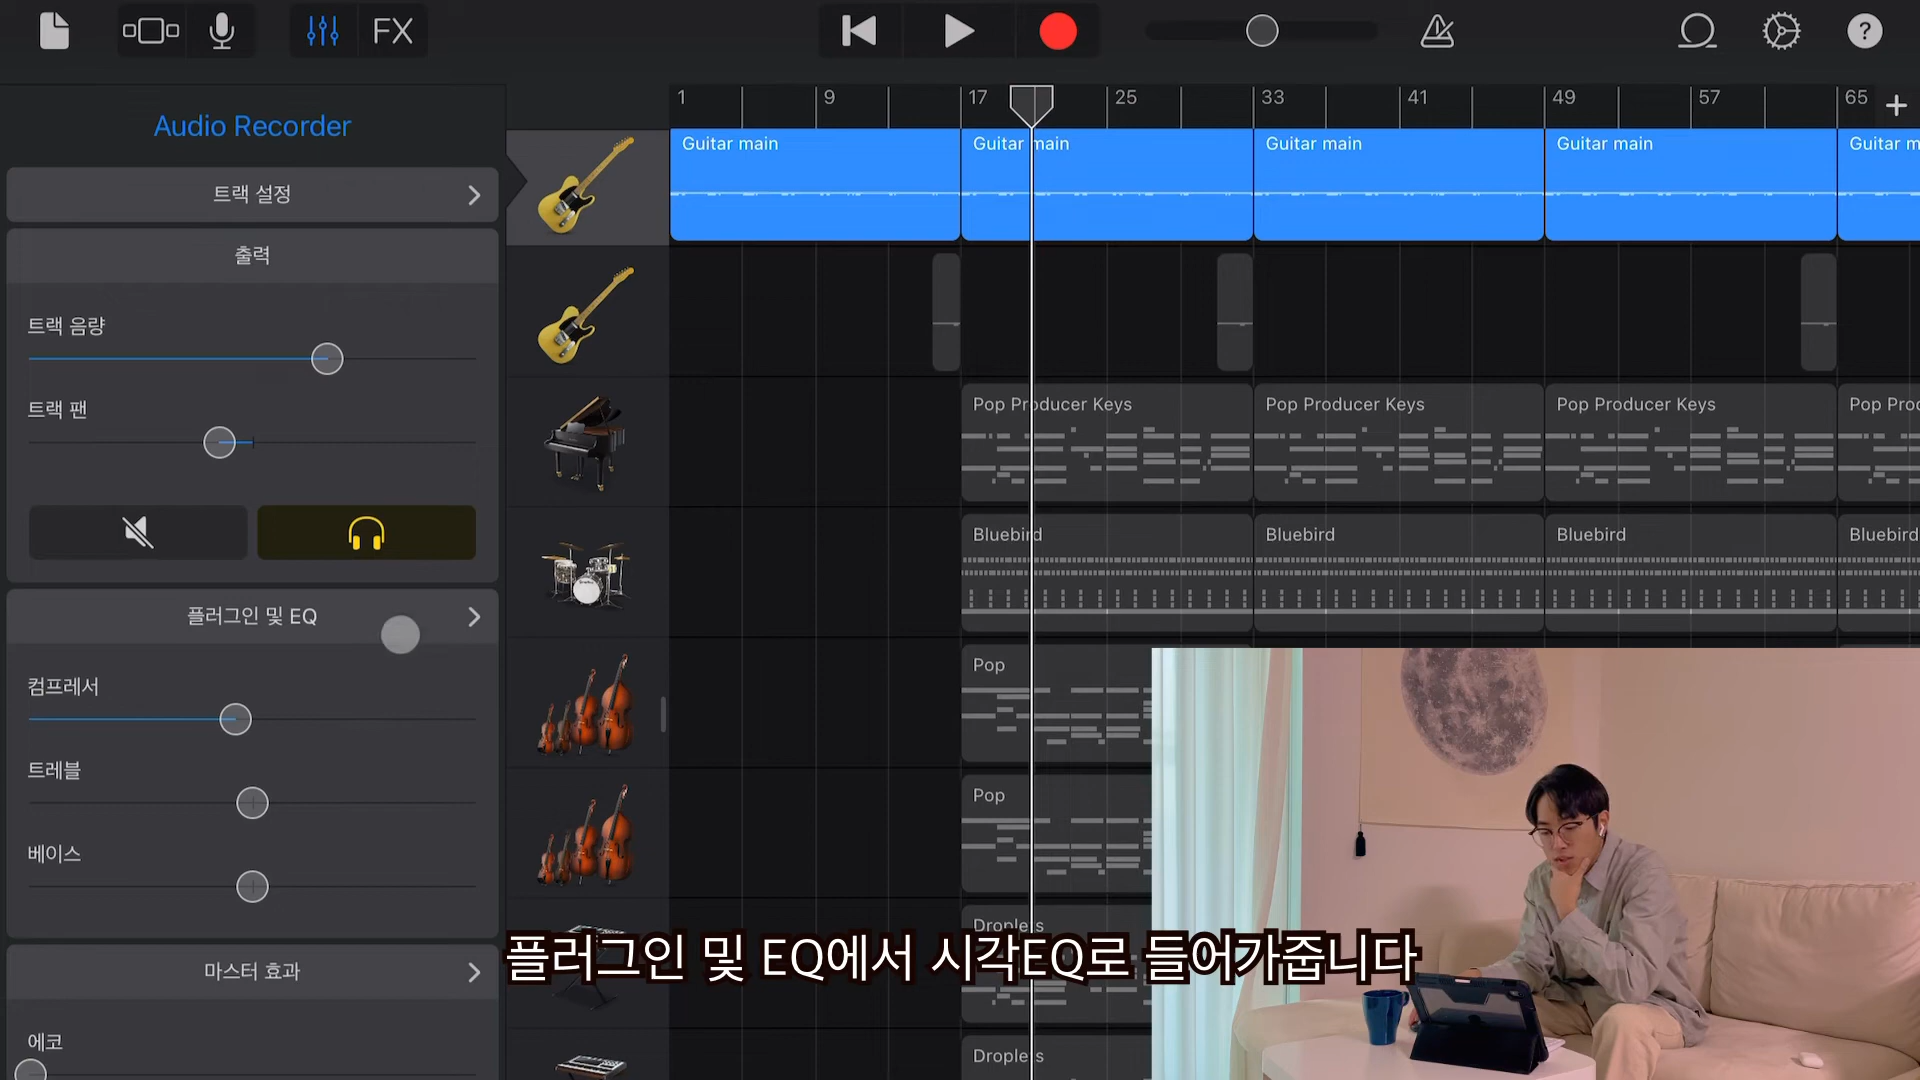 FX
Audio Recorder
트랙 설정
출력
트랙 음량
트랙 팬
플러그인 및 EQ
컴프레서
트레블
베이스
마스터 효과
에코
1 9 17 25 33 41 49 57 65
Guitar main Guitar main Guitar main Guitar main Guitar m
Pop Producer Keys Pop Producer Keys Pop Producer Keys Pop Proc
Bluebird Bluebird Bluebird Bluebird
Pop
Pop
Droplets
Droplets
플러그인 및 EQ에서 시각EQ로 들어가줍니다